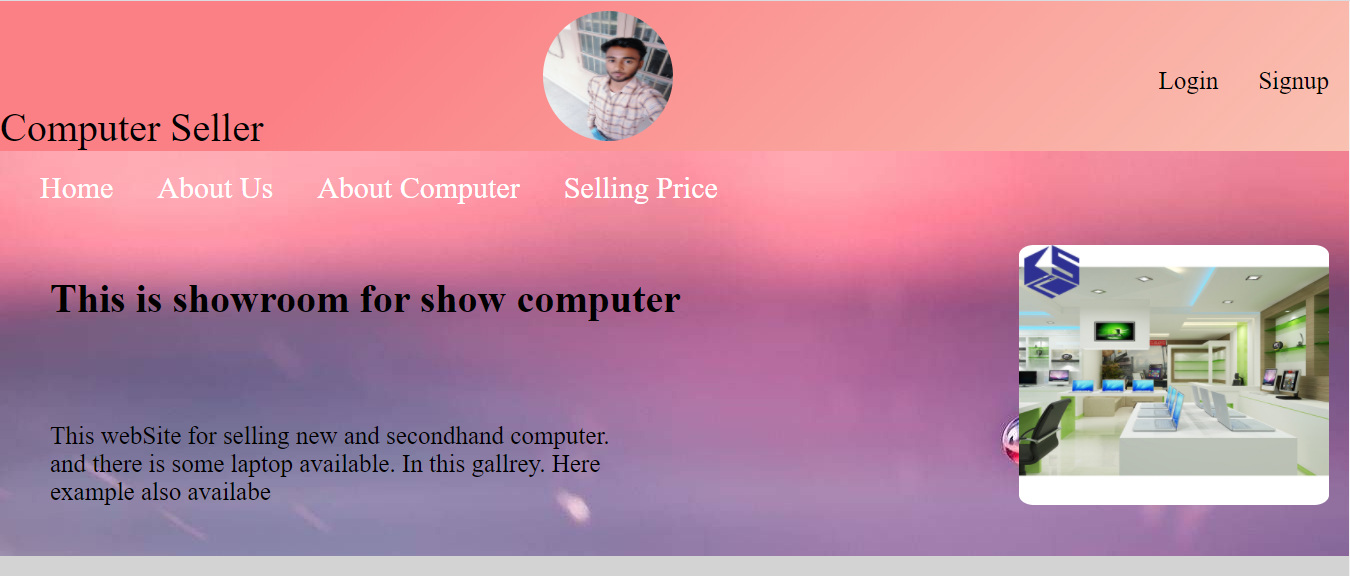 Login Signup
Computer Seller
Home About Us About Computer Selling Price
This is showroom for show computer
This webSite for selling new and secondhand computer.
and there is some laptop available. In this gallrey. Here
example also availabe